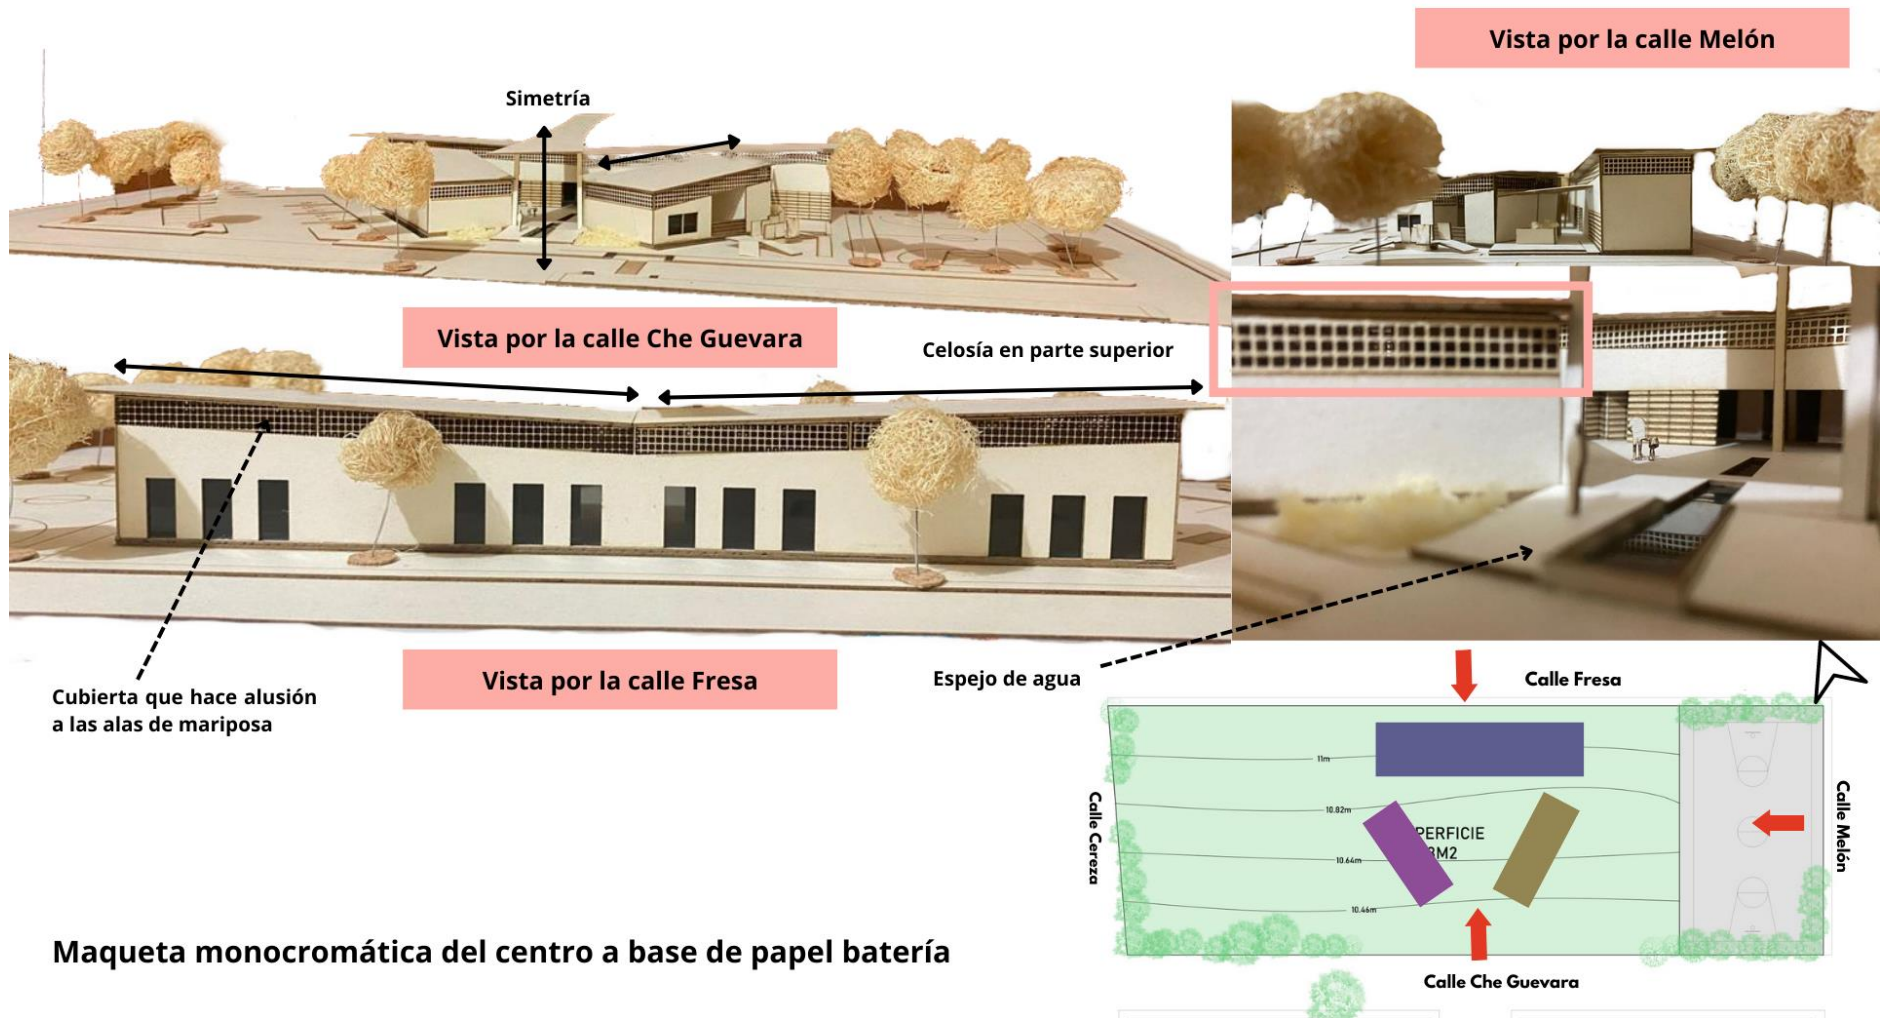 Vista por la calle Melón
Simetría
Vista por la calle Che Guevara
Celosía en parte superior
Vista por la calle Fresa
Cubierta que hace alusión
a las alas de mariposa
Espejo de agua
Calle Fresa
11m
10.82m
Calle Cereza
PERFICIE
M2
10.64m
Calle Melón
10.46m
Calle Che Guevara
Maqueta monocromática del centro a base de papel batería